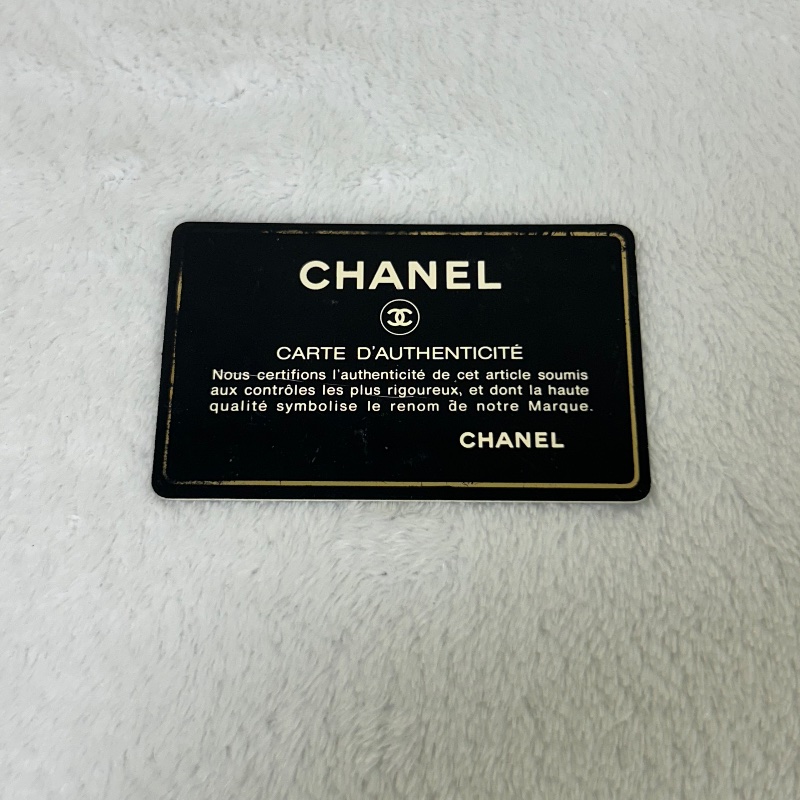 CHANEL
CARTE D'AUTHENTICITÉ
Nous certifions l'authenticité de cet article soumis
aux contrôles les plus rigoureux, et dont la haute
qualité symbolise le renom de notre Marque.
CHANEL